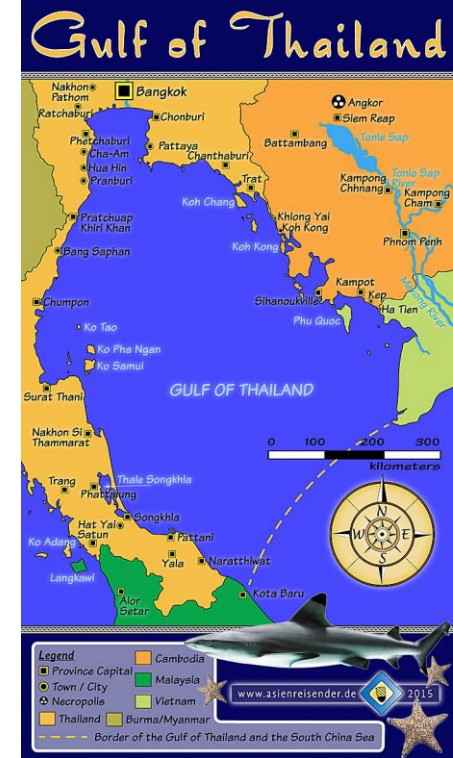 Gulf of Thailand
Nakhon
Pathom
Bangkok
Ratchaburi
Chonburi
Angkor
Siem Reap
Phetchaburi
Pattaya
Battambang
Tonle Sap
Cha-Am
Chanthaburi
Hua Hin
Pranburi
Trat
Kampong
Chhnang
Tonle Sap
River
Kampong
Cham
Koh Chang
Pratchuap
Khiri Khan
Khlong Yai
Koh Kong
Koh Kong
Phnom Penh
Bang Saphan
Kampot
Kep
Mekong River
Chumpon
Sihanoukville
Ha Tien
Phu Quoc
Ko Tao
Ko Pha Ngan
Ko Samui
GULF OF THAILAND
Surat Thani
Nakhon Si
Thammarat
0 100 200 300
kilometers
Trang
Thale Songkhla
Phattalung
Songkhla
Hat Yai
Satun
Pattani
Ko Adang
Yala
Naratthiwat
Langkawi
Alor
Setar
Kota Baru
N
W
E
S
Legend
Province Capital
Town / City
Necropolis
Thailand
Burma/Myanmar
Cambodia
Malaysia
Vietnam
Border of the Gulf of Thailand and the South China Sea
www.asienreisender.de
2015